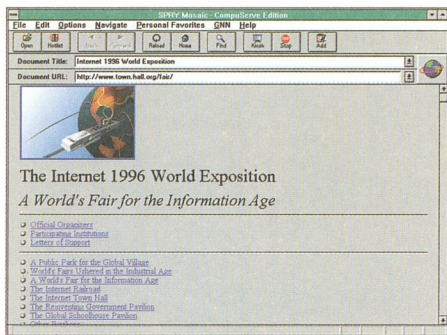 SPRY Mosaic - CompuServe Edition
File Edit Options Navigate Personal Favorites GNN Help
Open Hotlist Back Forward Reload Home Find Kiosk Stop Add
Document Title: Internet 1996 World Exposition
Document URL: http://www.town.hall.org/fair/
The Internet 1996 World Exposition
A World's Fair for the Information Age
Official Organizers
Participating Institutions
Letters of Support
A Public Park for the Global Village
World's Fairs Ushered in the Industrial Age
A World's Fair for the Information Age
The Internet Railroad
The Internet Town Hall
The Reinventing Government Pavilion
The Global Schoolhouse Pavilion